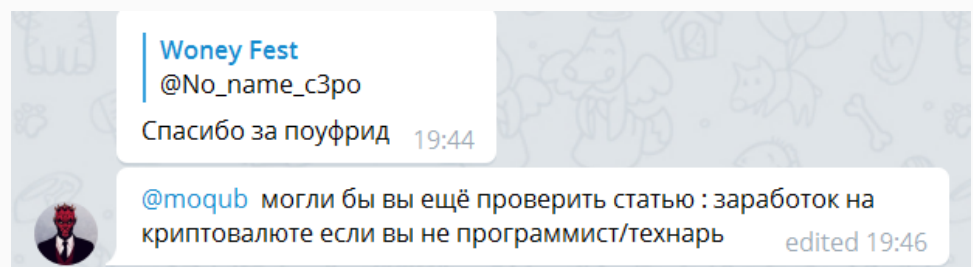 Woney Fest
@No_name_c3po
Спасибо за поуфрид 19:44
@moqub могли бы вы ещё проверить статью : заработок на
криптовалюте если вы не программист/технарь edited 19:46